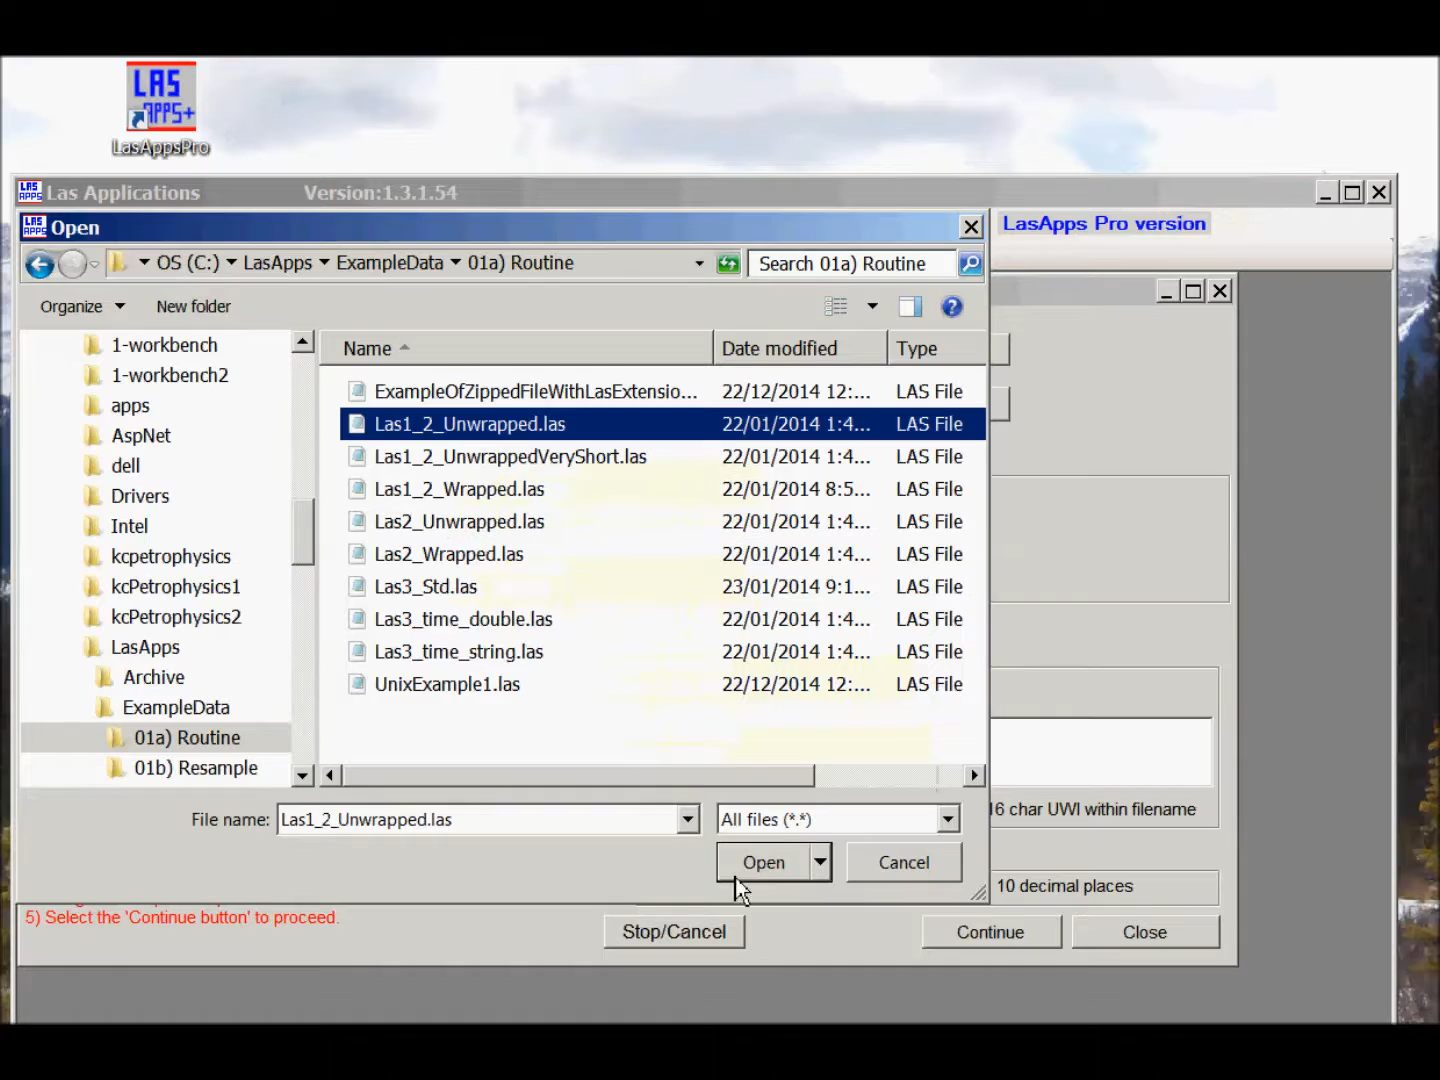 LAS
APPS+
LasAppsPro
LAS
APPS
Las Applications
Version:1.3.1.54
LAS
APPS
Open
LasApps Pro version
OS (C:)
LasApps
ExampleData
01a) Routine
Search 01a) Routine
Organize
New folder
Name
Date modified
Type
1-workbench
1-workbench2
apps
AspNet
dell
Drivers
Intel
kcpetrophysics
kcPetrophysics1
kcPetrophysics2
LasApps
Archive
ExampleData
01a) Routine
01b) Resample
ExampleOfZippedFileWithLasExtensio... 22/12/2014 12:... LAS File
Las1_2_Unwrapped.las 22/01/2014 1:4... LAS File
Las1_2_UnwrappedVeryShort.las 22/01/2014 1:4... LAS File
Las1_2_Wrapped.las 22/01/2014 8:5... LAS File
Las2_Unwrapped.las 22/01/2014 1:4... LAS File
Las2_Wrapped.las 22/01/2014 1:4... LAS File
Las3_Std.las 23/01/2014 9:1... LAS File
Las3_time_double.las 22/01/2014 1:4... LAS File
Las3_time_string.las 22/01/2014 1:4... LAS File
UnixExample1.las 22/12/2014 12:... LAS File
File name:
Las1_2_Unwrapped.las
All files (*.*)
Open
Cancel
16 char UWI within filename
10 decimal places
5) Select the 'Continue button' to proceed.
Stop/Cancel
Continue
Close